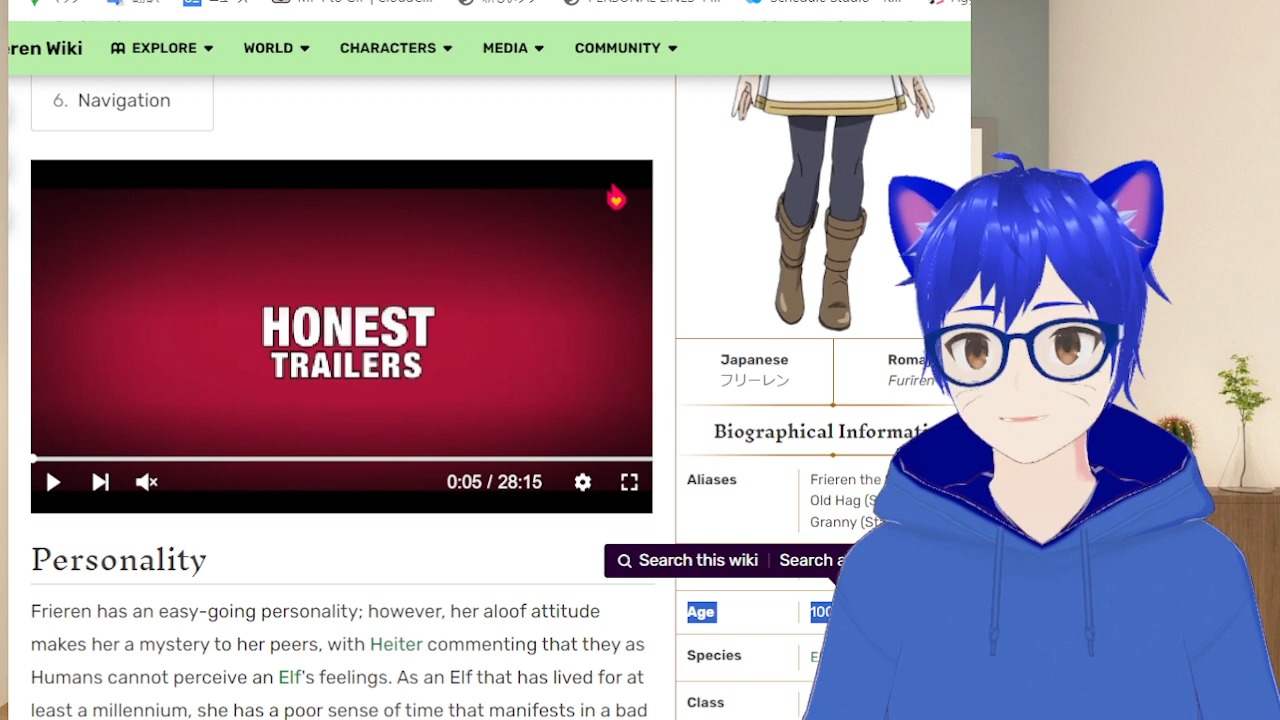 eren Wiki
EXPLORE
WORLD
CHARACTERS
MEDIA
COMMUNITY
6. Navigation
HONEST
TRAILERS
0:05 / 28:15
Japanese
フリーレン
Furīren
Biographical Informati
Aliases
Frieren the
Old Hag (S
Granny (St
Search this wiki
Search a
Age
100
Species
Class
Personality
Frieren has an easy-going personality; however, her aloof attitude
makes her a mystery to her peers, with Heiter commenting that they as
Humans cannot perceive an Elf's feelings. As an Elf that has lived for at
least a millennium, she has a poor sense of time that manifests in a bad